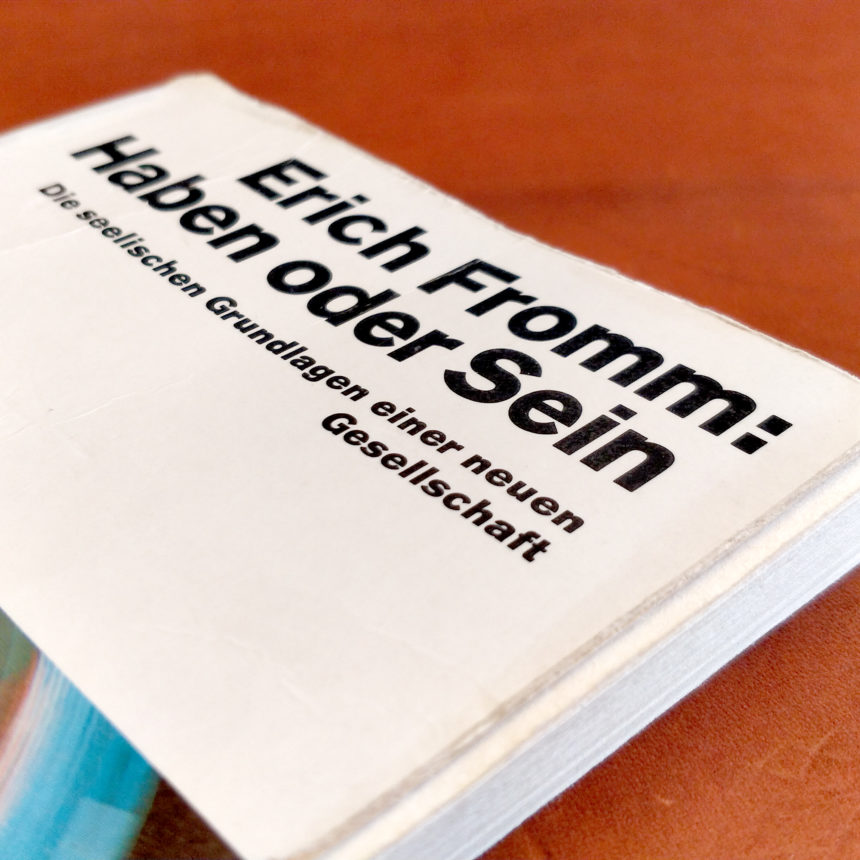 Erich Fromm:
Haben oder Sein
Die seelischen Grundlagen einer neuen
Gesellschaft